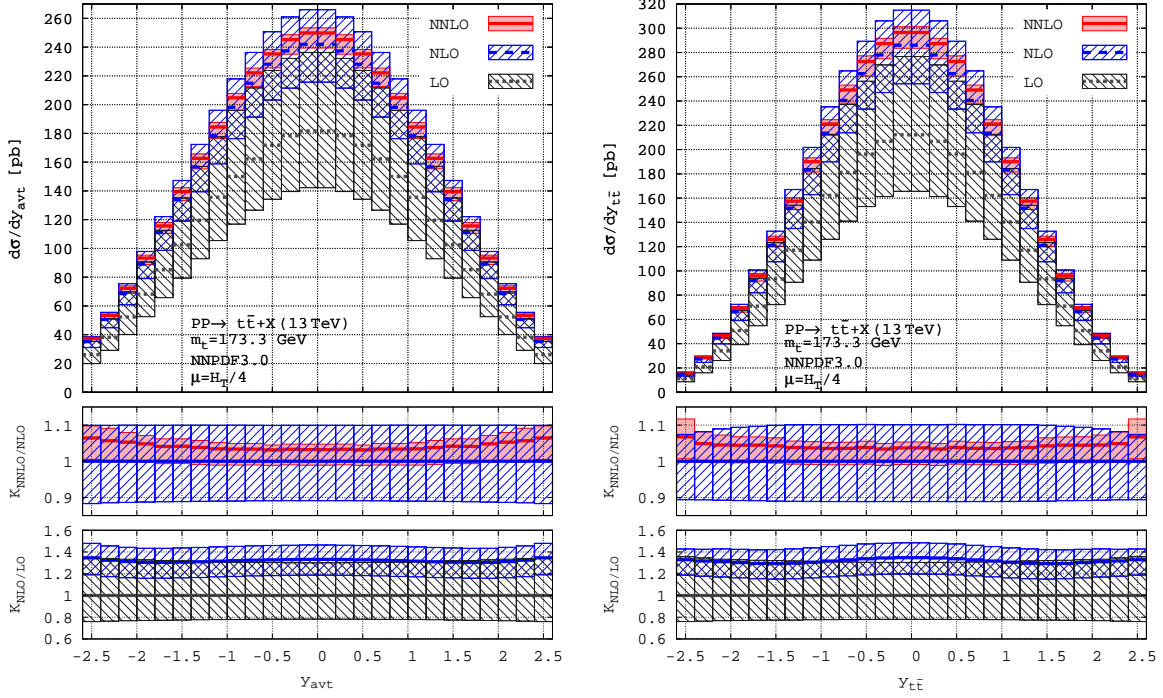 260
240
220
200
180
160
140
120
100
80
60
40
20
0
dσ/dy_avt [pb]
NNLO
NLO
LO
PP→ tt̄+X (13 TeV)
m_t=173.3 GeV
NNPDF3.0
μ=H_T/4
1.1
1
0.9
K_NNLO/NLO
1.6
1.4
1.2
1
0.8
0.6
K_NLO/LO
-2.5 -2 -1.5 -1 -0.5 0 0.5 1 1.5 2 2.5
y_avt
320
300
280
260
240
220
200
180
160
140
120
100
80
60
40
20
0
dσ/dy_tt̄ [pb]
NNLO
NLO
LO
PP→ tt̄+X (13 TeV)
m_t=173.3 GeV
NNPDF3.0
μ=H_T/4
1.1
1
0.9
K_NNLO/NLO
1.6
1.4
1.2
1
0.8
0.6
K_NLO/LO
-2.5 -2 -1.5 -1 -0.5 0 0.5 1 1.5 2 2.5
y_tt̄